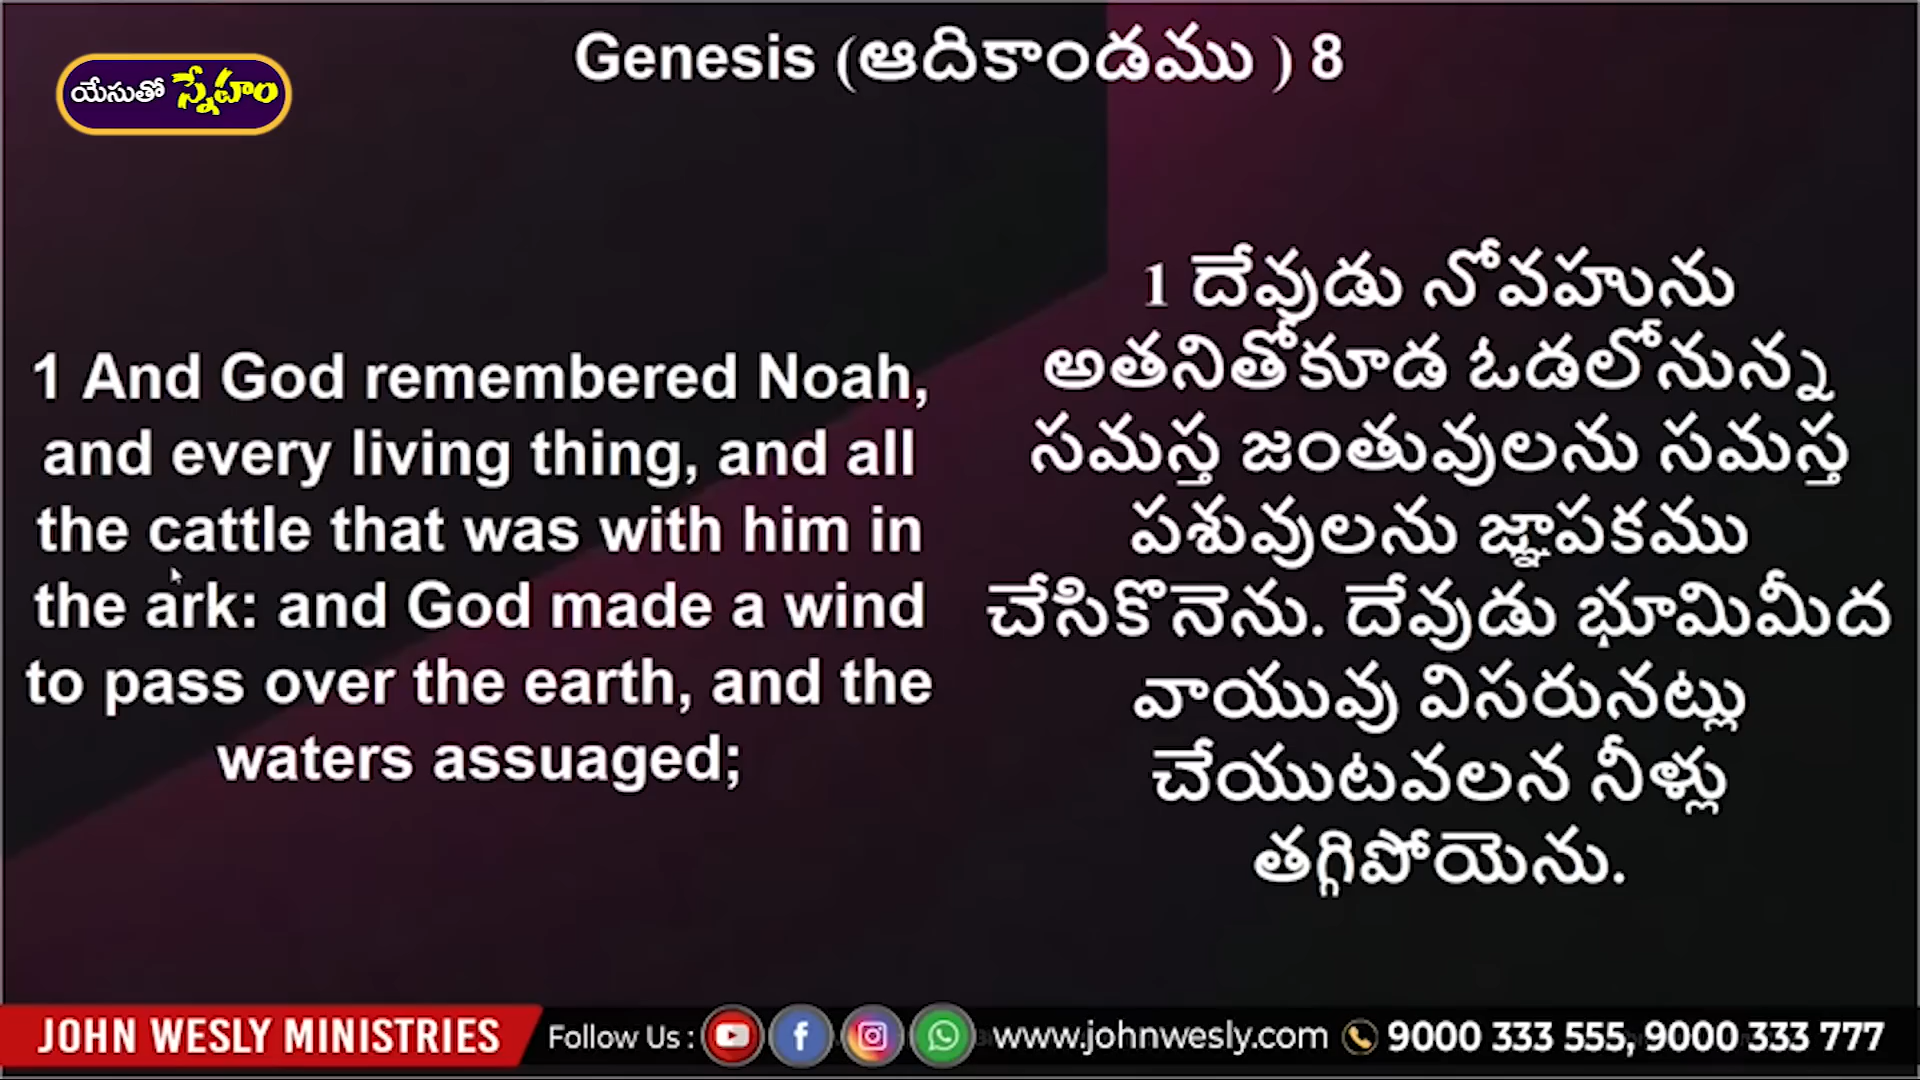 Genesis (ఆదికాండము ) 8
యేసుతో స్నేహం
1 And God remembered Noah,
and every living thing, and all
the cattle that was with him in
the ark: and God made a wind
to pass over the earth, and the
waters assuaged;
1 దేవుడు నోవహును
అతనితోకూడ ఓడలోనున్న
సమస్త జంతువులను సమస్త
పశువులను జ్ఞాపకము
చేసికొనెను. దేవుడు భూమిమీద
వాయువు విసరునట్లు
చేయుటవలన నీళ్లు
తగ్గిపోయెను.
JOHN WESLY MINISTRIES Follow Us : www.johnwesly.com 9000 333 555, 9000 333 777